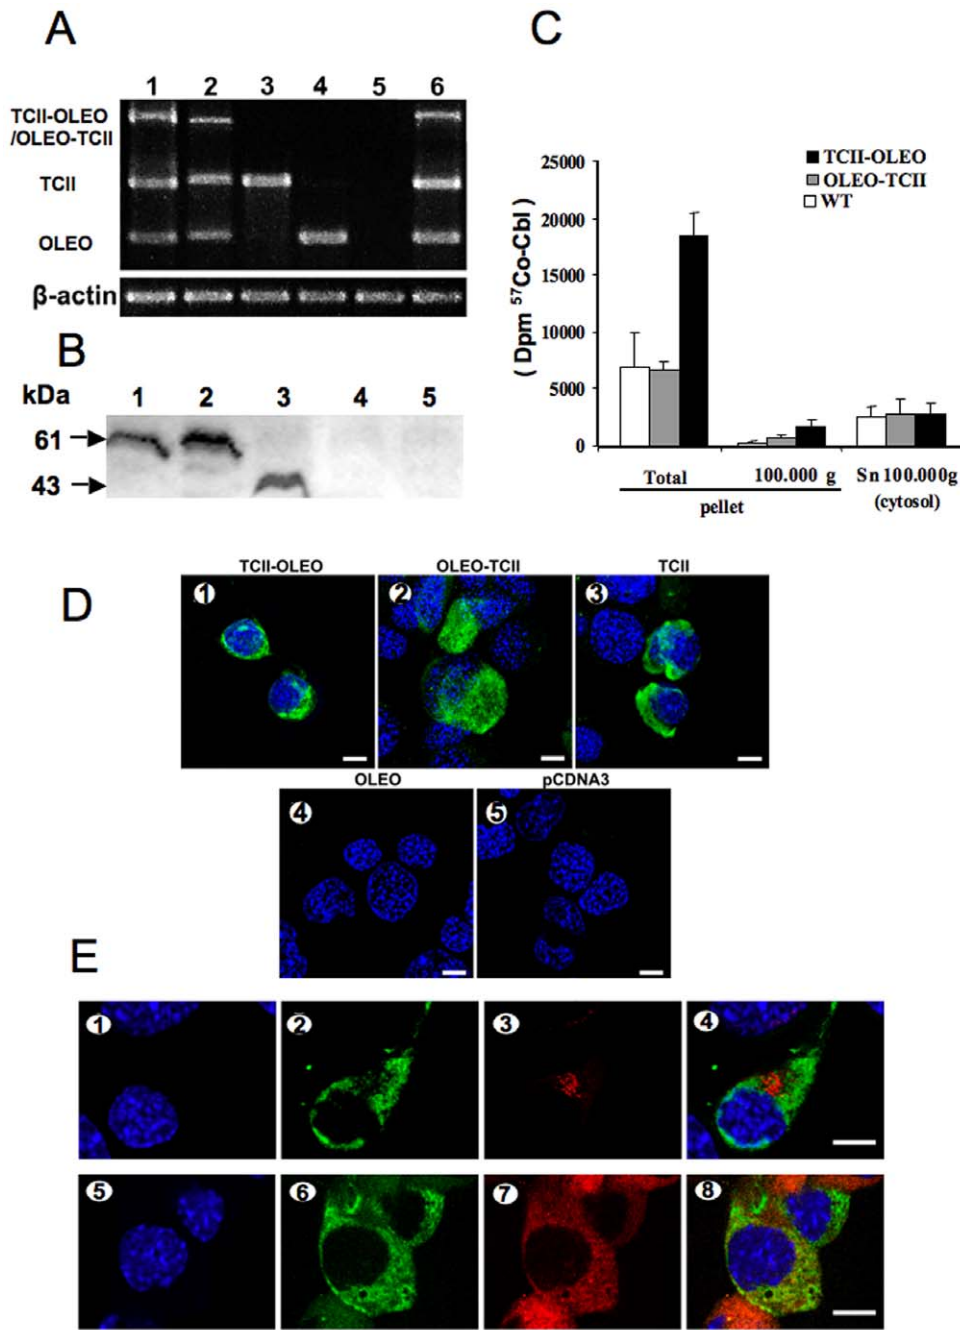 A
1 2 3 4 5 6
TCII-OLEO
/OLEO-TCII
TCII
OLEO
β-actin
B
kDa 1 2 3 4 5
61
43
C
( Dpm ⁵⁷Co-Cbl )
25000
20000
15000
10000
5000
0
TCII-OLEO
OLEO-TCII
WT
Total 100.000 g Sn 100.000g
pellet (cytosol)
D
TCII-OLEO OLEO-TCII TCII
1 2 3
OLEO pCDNA3
4 5
E
1 2 3 4
5 6 7 8